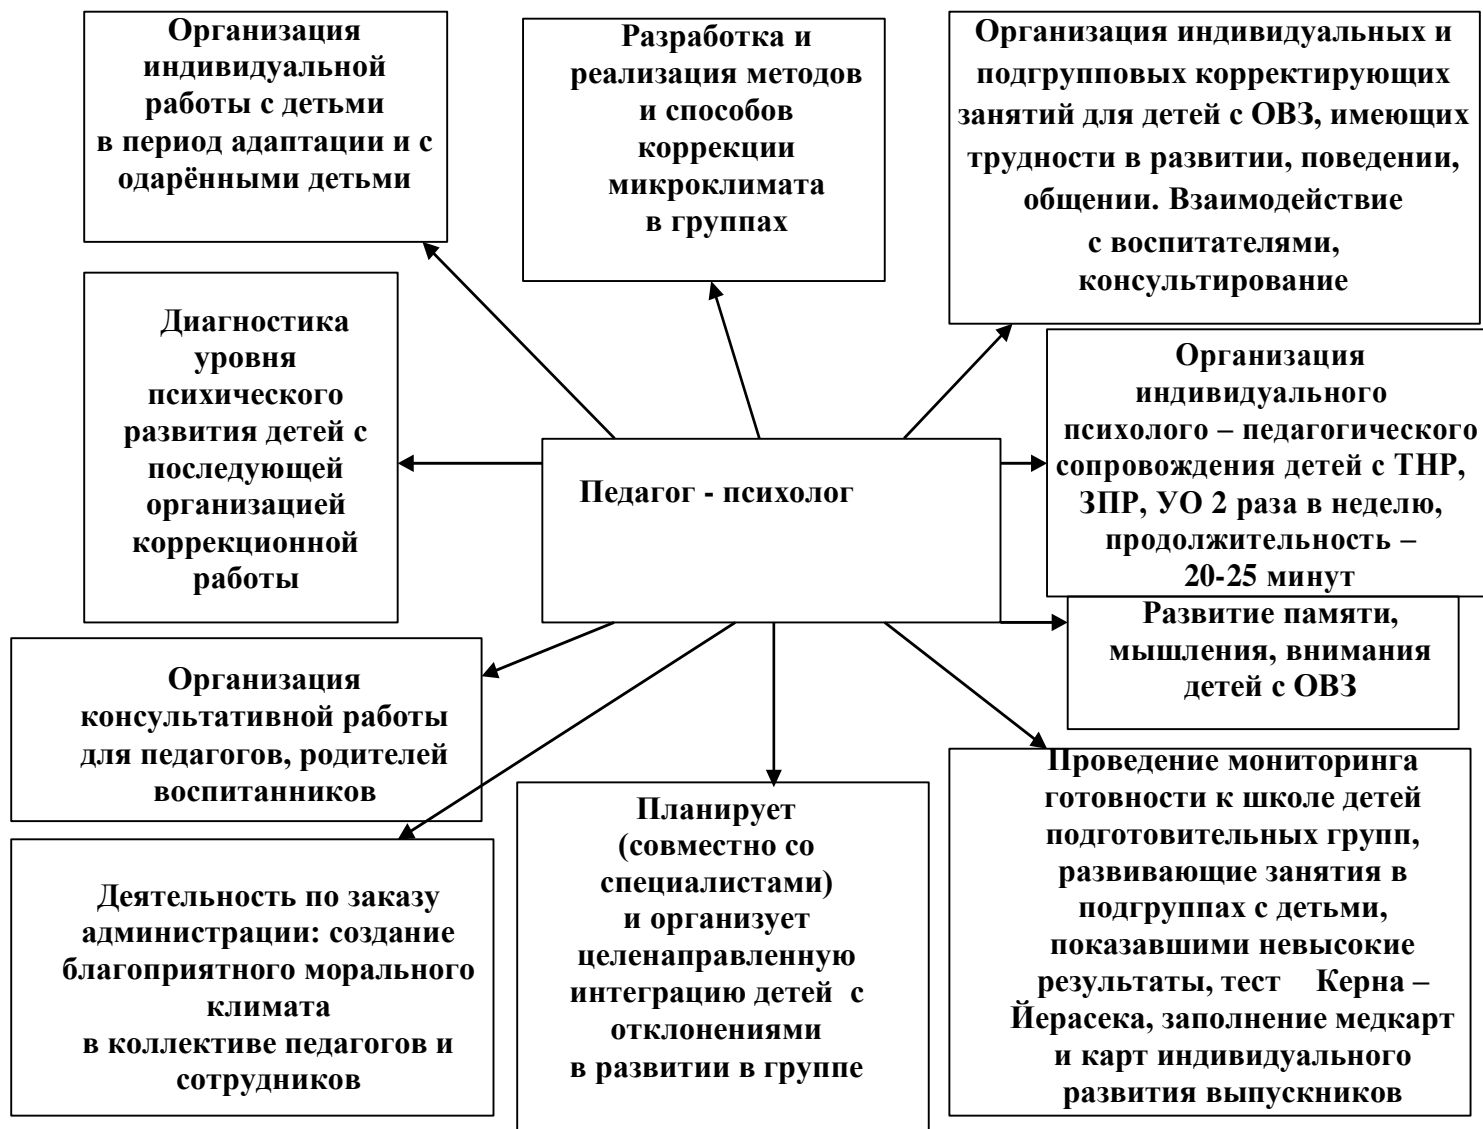 Организация
индивидуальной
работы с детьми
в период адаптации и с
одарёнными детьми
Разработка и
реализация методов
и способов
коррекции
микроклимата
в группах
Организация индивидуальных и
подгрупповых корректирующих
занятий для детей с ОВЗ, имеющих
трудности в развитии, поведении,
общении. Взаимодействие
с воспитателями,
консультирование
Диагностика
уровня
психического
развития детей с
последующей
организацией
коррекционной
работы
Педагог - психолог
Организация
индивидуального
психолого – педагогического
сопровождения детей с ТНР,
ЗПР, УО 2 раза в неделю,
продолжительность –
20-25 минут
Развитие памяти,
мышления, внимания
детей с ОВЗ
Организация
консультативной работы
для педагогов, родителей
воспитанников
Деятельность по заказу
администрации: создание
благоприятного морального
климата
в коллективе педагогов и
сотрудников
Планирует
(совместно со
специалистами)
и организует
целенаправленную
интеграцию детей с
отклонениями
в развитии в группе
Проведение мониторинга
готовности к школе детей
подготовительных групп,
развивающие занятия в
подгруппах с детьми,
показавшими невысокие
результаты, тест Керна –
Йерасека, заполнение медкарт
и карт индивидуального
развития выпускников